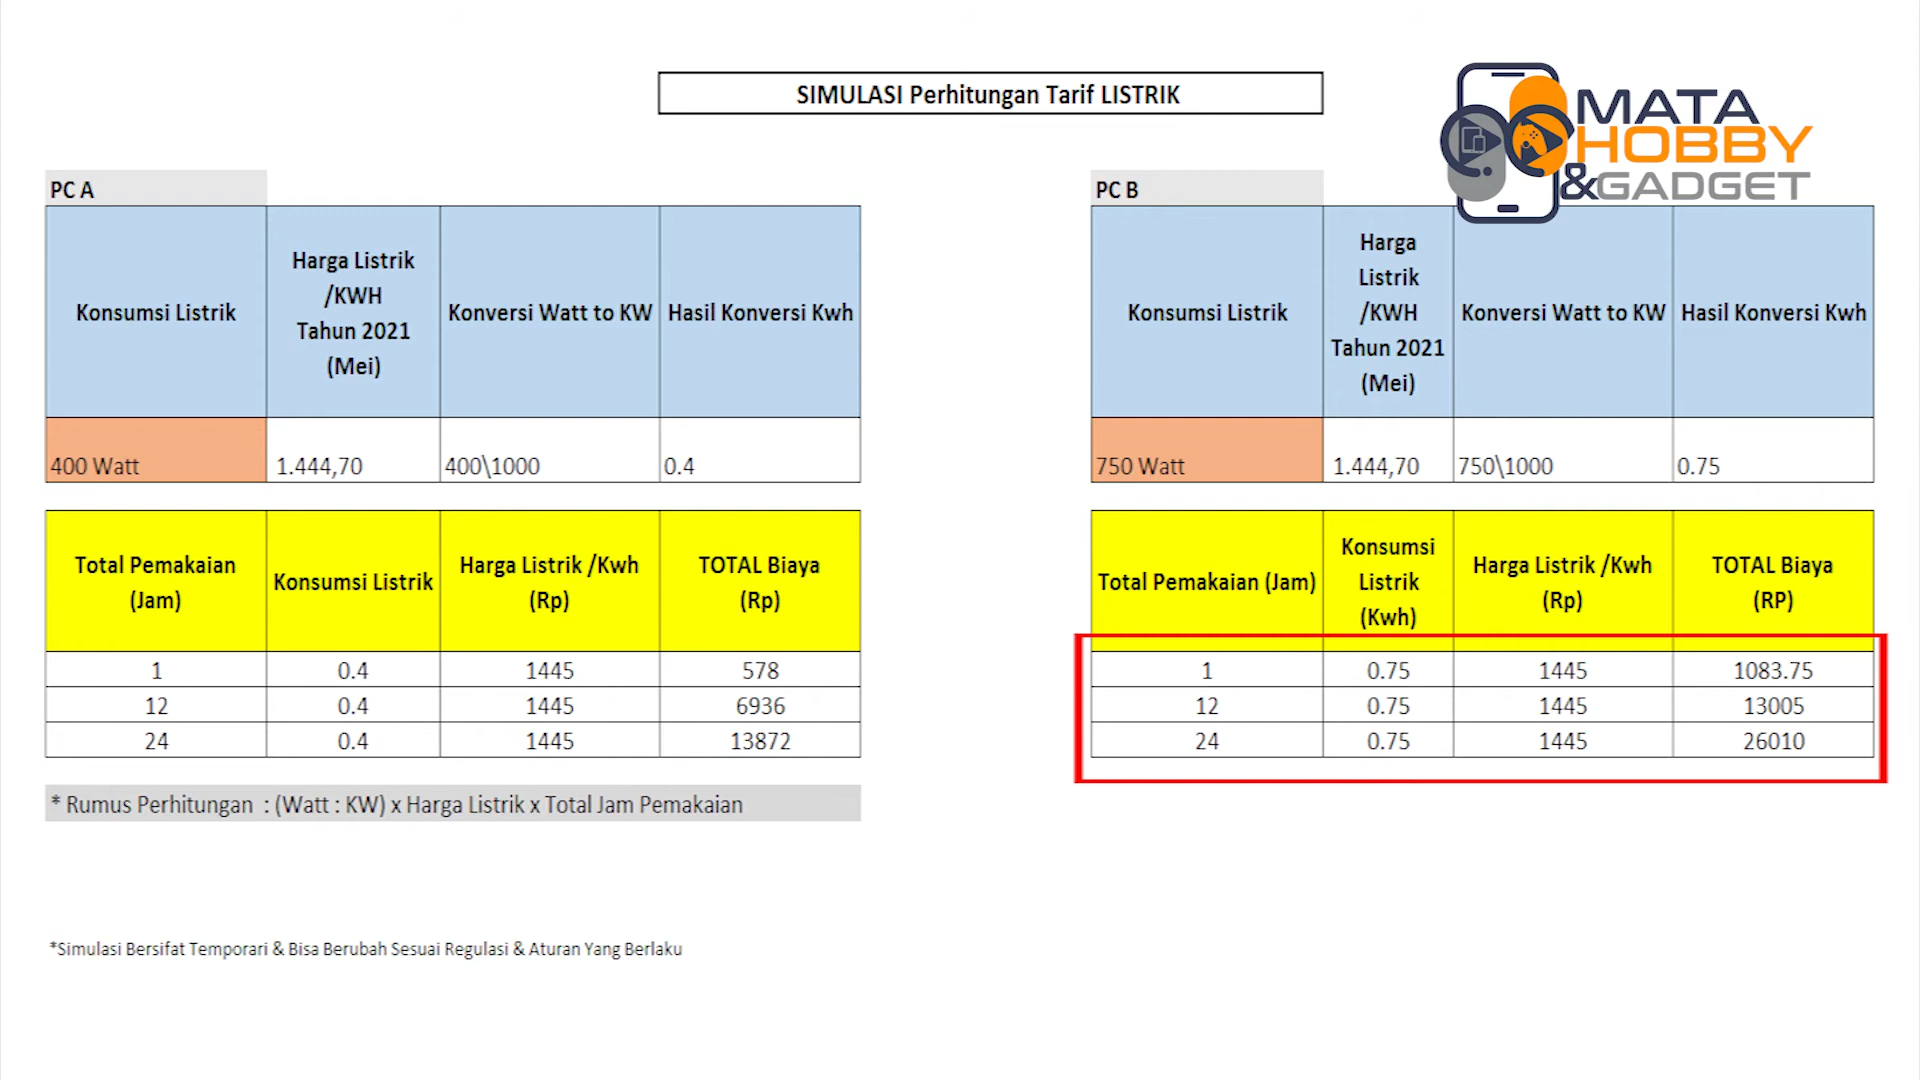 SIMULASI Perhitungan Tarif LISTRIK
MATA
HOBBY
&GADGET
PC A
Konsumsi Listrik
Harga Listrik
/KWH
Tahun 2021
(Mei)
Konversi Watt to KW
Hasil Konversi Kwh
400 Watt
1.444,70
400\1000
0.4
Total Pemakaian
(Jam)
Konsumsi Listrik
Harga Listrik /Kwh
(Rp)
TOTAL Biaya
(Rp)
1 0.4 1445 578
12 0.4 1445 6936
24 0.4 1445 13872
* Rumus Perhitungan : (Watt : KW) x Harga Listrik x Total Jam Pemakaian
PC B
Konsumsi Listrik
Harga
Listrik
/KWH
Tahun 2021
(Mei)
Konversi Watt to KW
Hasil Konversi Kwh
750 Watt
1.444,70
750\1000
0.75
Total Pemakaian (Jam)
Konsumsi
Listrik
(Kwh)
Harga Listrik /Kwh
(Rp)
TOTAL Biaya
(RP)
1 0.75 1445 1083.75
12 0.75 1445 13005
24 0.75 1445 26010
*Simulasi Bersifat Temporari & Bisa Berubah Sesuai Regulasi & Aturan Yang Berlaku